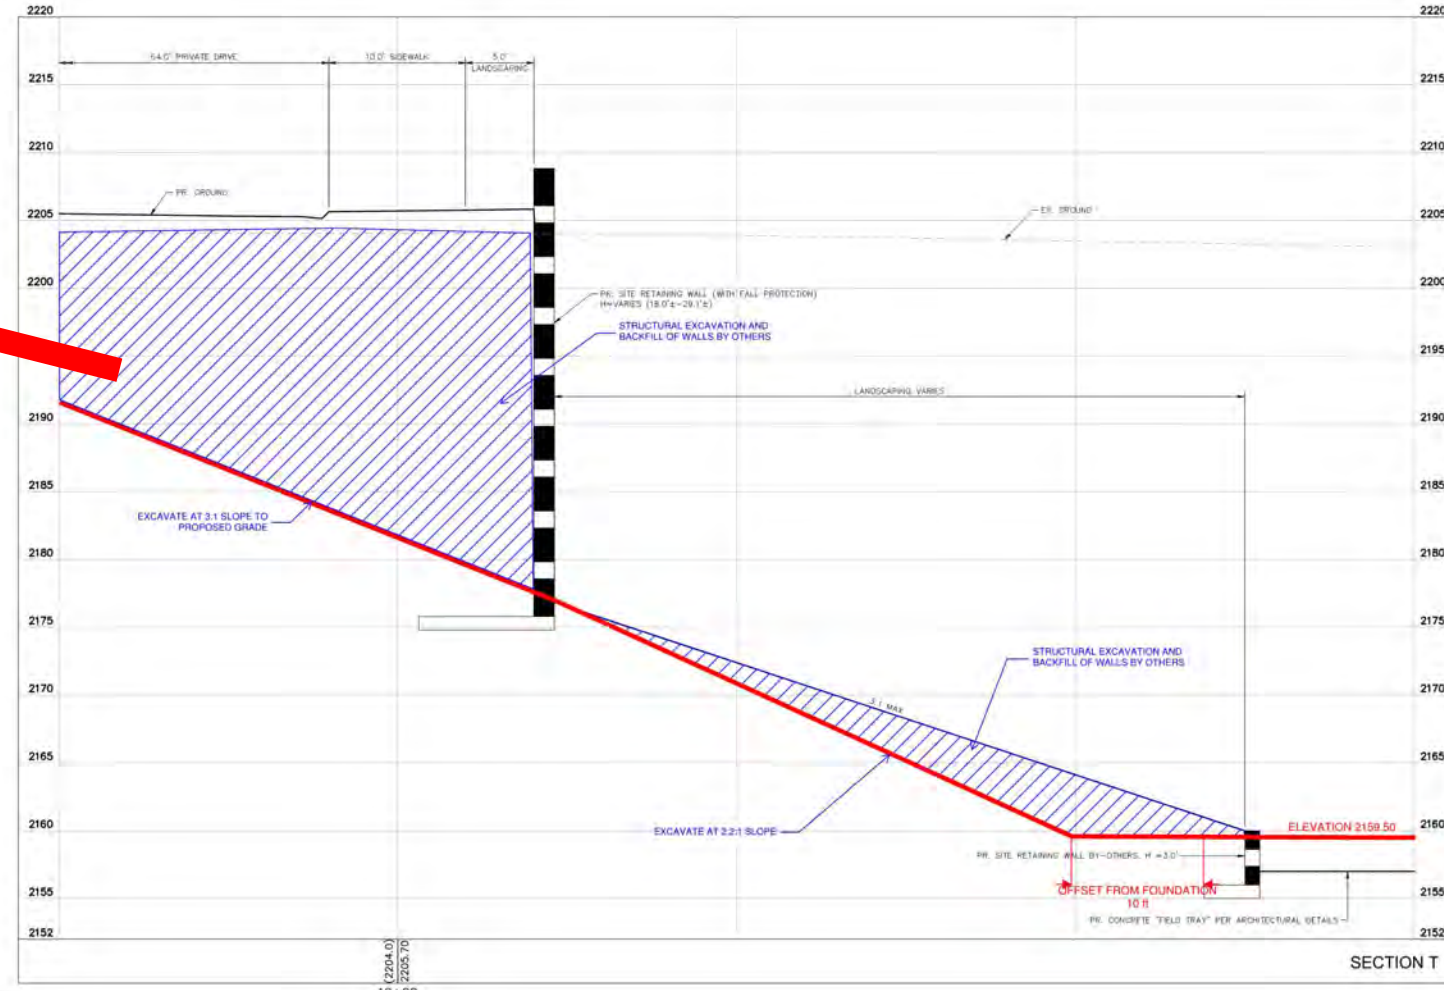 2220
2220
64.0' PRIVATE DRIVE
10.0' SIDEWALK
5.0'
LANDSCAPING
2215
2215
2210
2210
PR. GROUND
2205
2205
EX. GROUND
2200
2200
PR. SITE RETAINING WALL (WITH FALL PROTECTION)
H=VARIES (18.0'±-29.1'±)
STRUCTURAL EXCAVATION AND
BACKFILL OF WALLS BY OTHERS
2195
2195
LANDSCAPING VARIES
2190
2190
2185
2185
EXCAVATE AT 3:1 SLOPE TO
PROPOSED GRADE
2180
2180
2175
2175
STRUCTURAL EXCAVATION AND
BACKFILL OF WALLS BY OTHERS
2170
2170
3:1 MAX
2165
2165
2160
2160
EXCAVATE AT 2.2:1 SLOPE
ELEVATION 2159.50
PR. SITE RETAINING WALL BY-OTHERS, H =3.0'
2155
2155
OFFSET FROM FOUNDATION
10 ft
PR. CONCRETE "FIELD TRAY" PER ARCHITECTURAL DETAILS
2152
2152
(2204.0)
2205.70
SECTION T